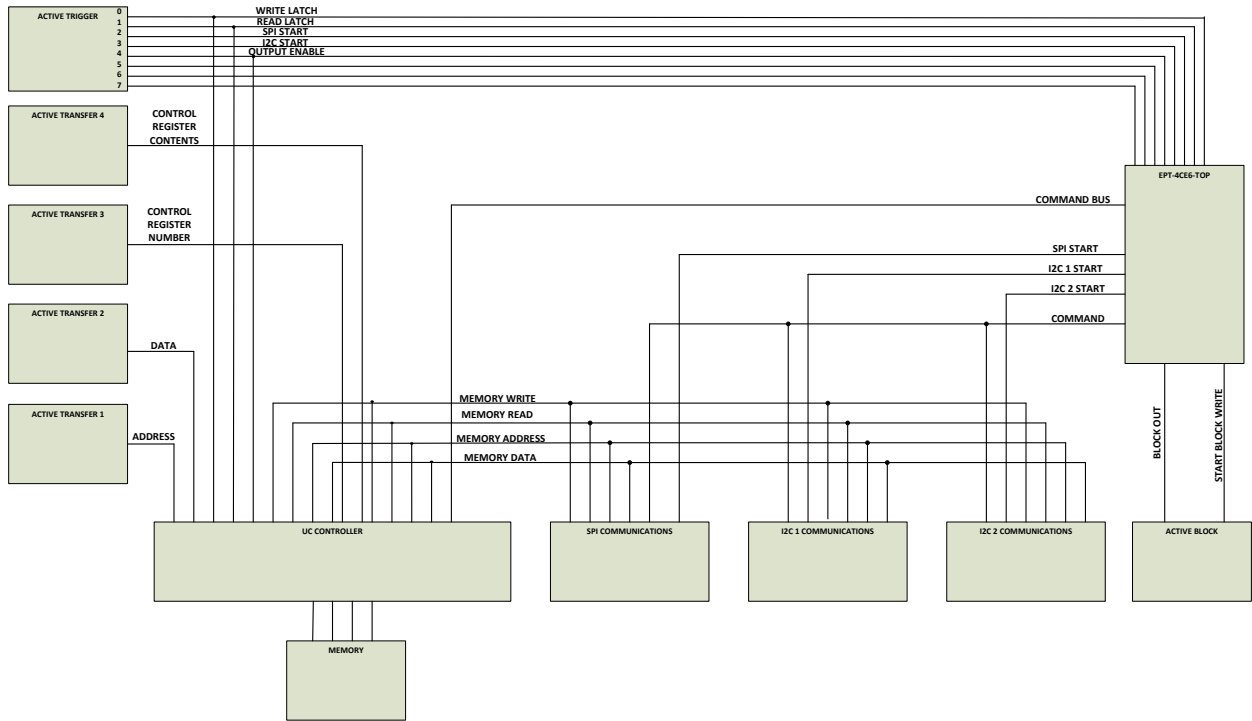 ACTIVE TRIGGER
0
1
2
3
4
5
6
7
WRITE LATCH
READ LATCH
SPI START
I2C START
OUTPUT ENABLE
ACTIVE TRANSFER 4
CONTROL
REGISTER
CONTENTS
EPT-4CE6-TOP
ACTIVE TRANSFER 3
CONTROL
REGISTER
NUMBER
COMMAND BUS
SPI START
I2C 1 START
I2C 2 START
COMMAND
ACTIVE TRANSFER 2
DATA
ACTIVE TRANSFER 1
ADDRESS
MEMORY WRITE
MEMORY READ
MEMORY ADDRESS
MEMORY DATA
BLOCK OUT
START BLOCK WRITE
UC CONTROLLER
SPI COMMUNICATIONS
I2C 1 COMMUNICATIONS
I2C 2 COMMUNICATIONS
ACTIVE BLOCK
MEMORY